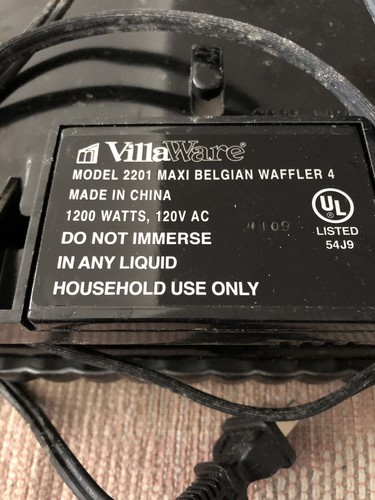 VillaWare®
MODEL 2201 MAXI BELGIAN WAFFLER 4
MADE IN CHINA
1200 WATTS, 120V AC
DO NOT IMMERSE
IN ANY LIQUID
HOUSEHOLD USE ONLY
4109
UL
LISTED
54J9